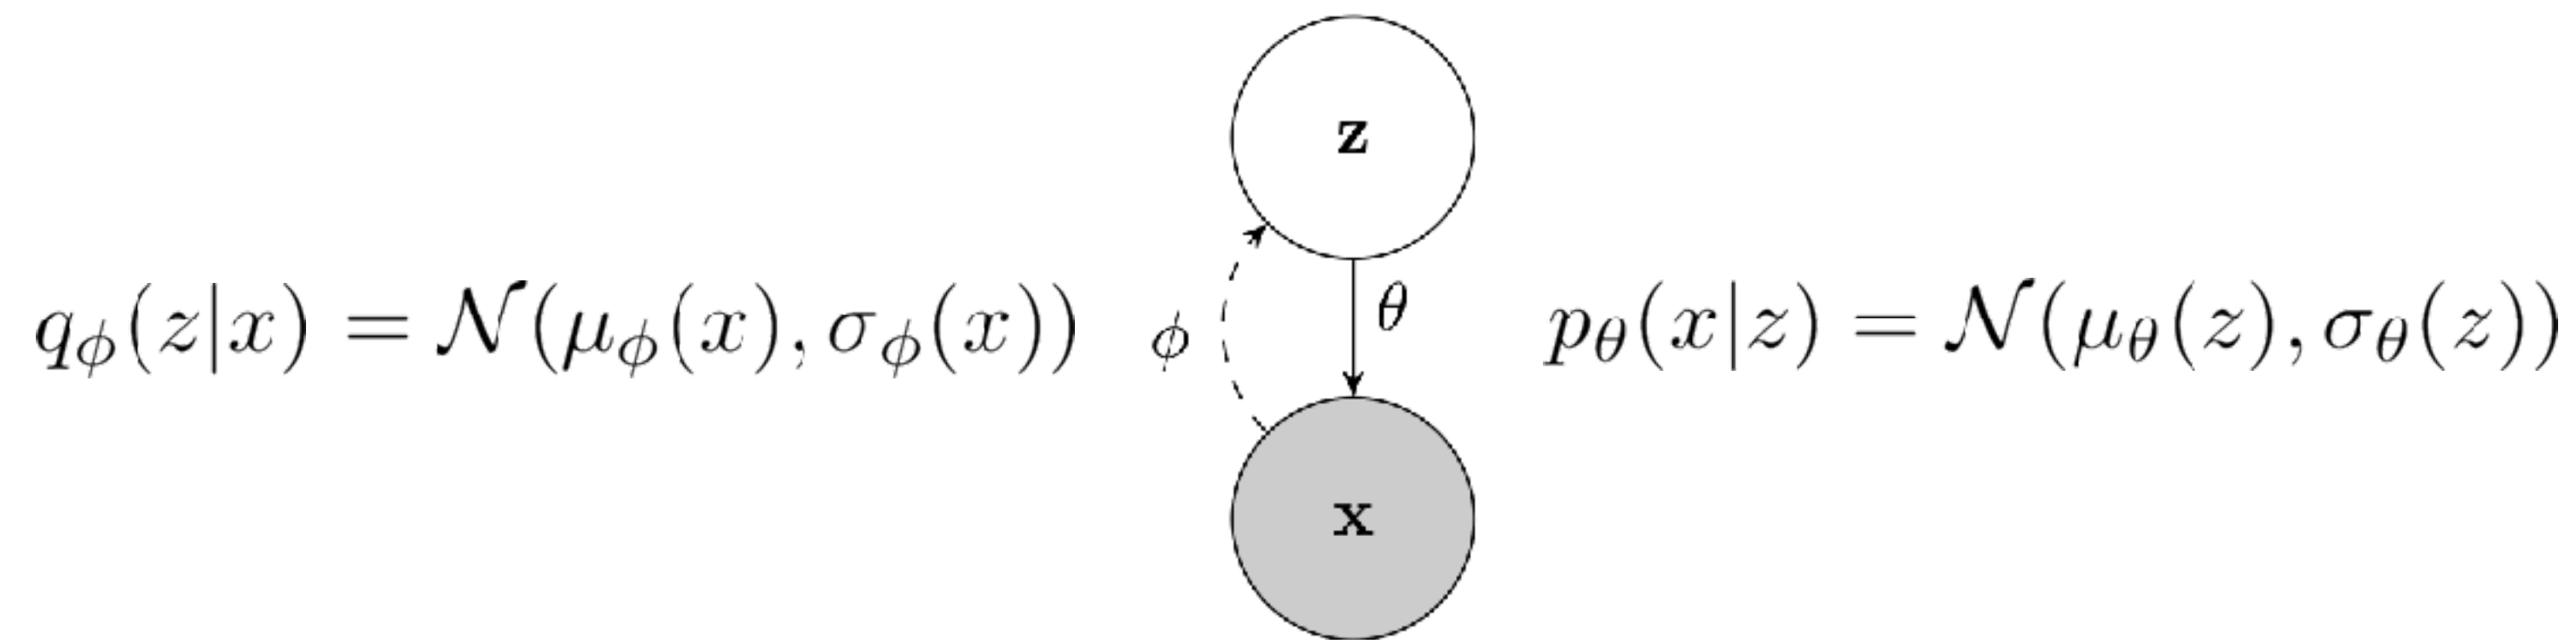 z
q_ϕ(z|x) = 𝒩(μ_ϕ(x), σ_ϕ(x))
ϕ
θ
p_θ(x|z) = 𝒩(μ_θ(z), σ_θ(z))
x